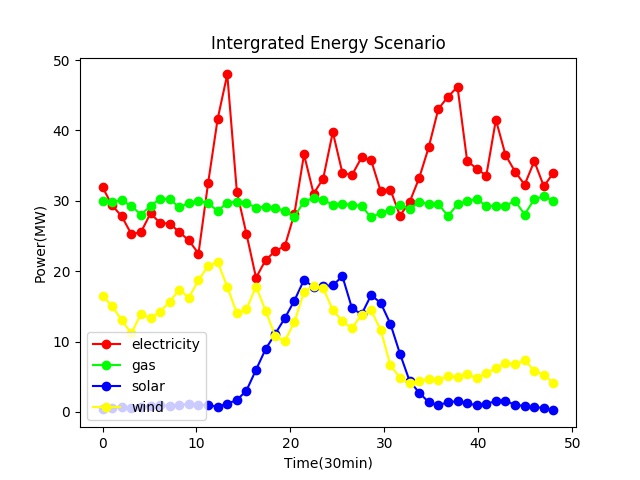 Intergrated Energy Scenario
Power(MW)
50
40
30
20
10
0
electricity
gas
solar
wind
0 10 20 30 40 50
Time(30min)